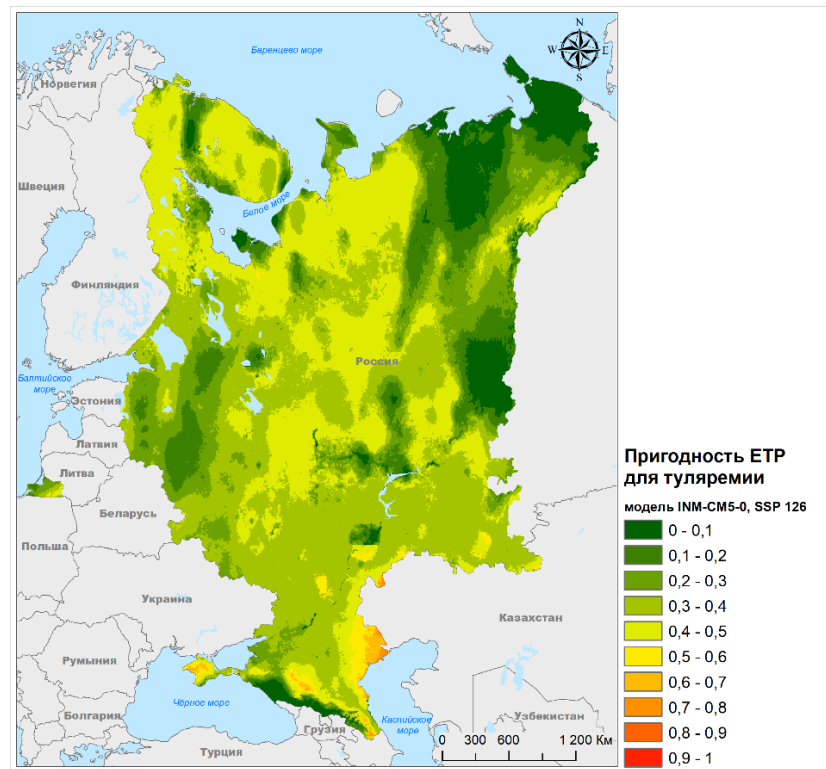 Баренцево море
N
W
E
S
Норвегия
Швеция
Белое море
Финляндия
Россия
Балтийское
море
Эстония
Латвия
Литва
Беларусь
Польша
Украина
Казахстан
Румыния
Чёрное море
Болгария
Каспийское
море
Грузия
Узбекистан
Турция
0 300 600 1 200 Км
Пригодность ЕТР
для туляремии
модель INM-CM5-0, SSP 126
0 - 0,1
0,1 - 0,2
0,2 - 0,3
0,3 - 0,4
0,4 - 0,5
0,5 - 0,6
0,6 - 0,7
0,7 - 0,8
0,8 - 0,9
0,9 - 1